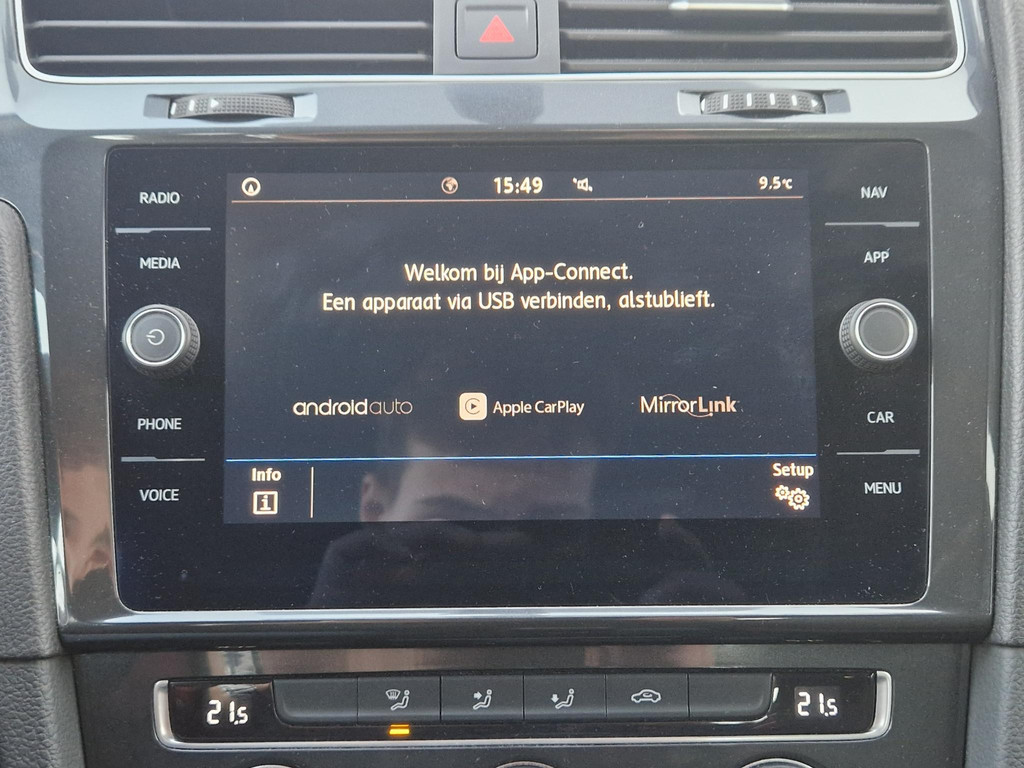 RADIO
MEDIA
PHONE
VOICE
15:49
9.5°C
Welkom bij App-Connect.
Een apparaat via USB verbinden, alstublieft.
androidauto
Apple CarPlay
MirrorLink
Info
Setup
NAV
APP
CAR
MENU
21.5
21.5